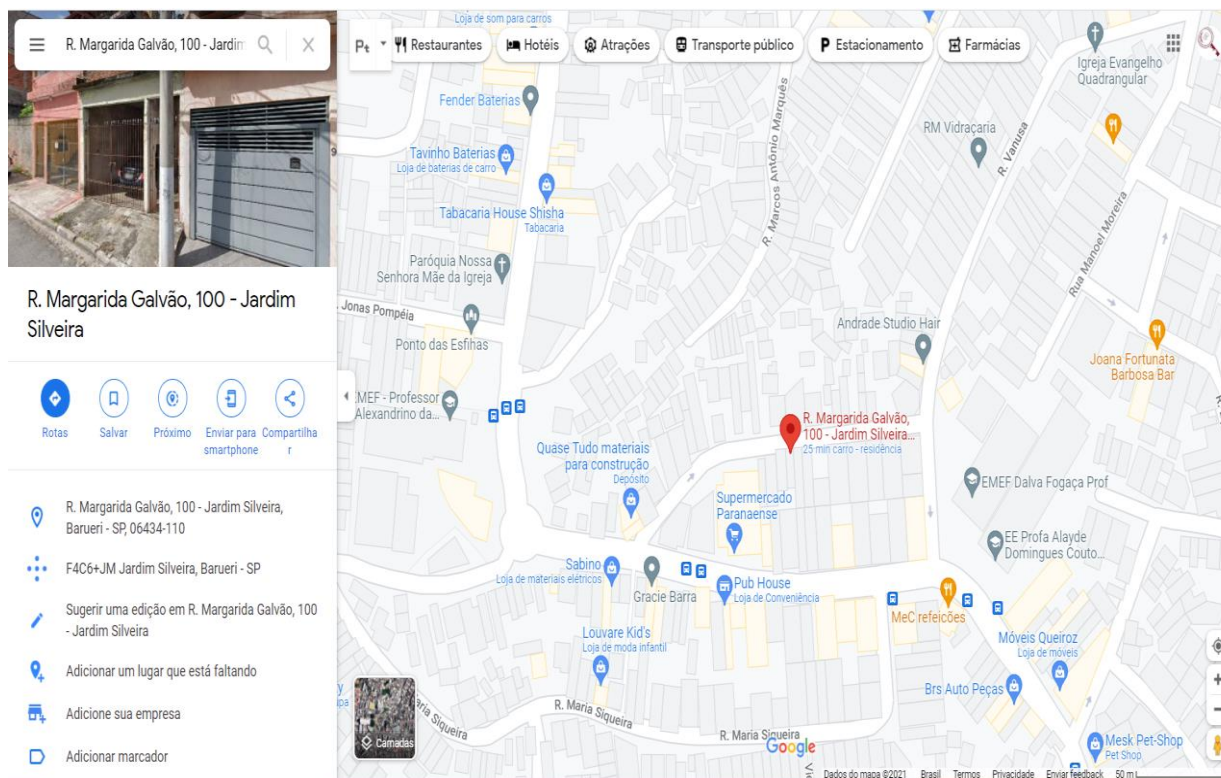 R. Margarida Galvão, 100 - Jardim
R. Margarida Galvão, 100 - Jardim
Silveira
Rotas
Salvar
Próximo
Enviar para
smartphone
Compartilha
r
R. Margarida Galvão, 100 - Jardim Silveira,
Barueri - SP, 06434-110
F4C6+JM Jardim Silveira, Barueri - SP
Sugerir uma edição em R. Margarida Galvão, 100
- Jardim Silveira
Adicionar um lugar que está faltando
Adicione sua empresa
Adicionar marcador
Pt
Restaurantes
Hotéis
Atrações
Transporte público
P Estacionamento
Farmácias
Loja de som para carros
Igreja Evangelho
Quadrangular
Fender Baterias
Tavinho Baterias
Loja de baterias de carro
R. Marcos Antônio Marquês
RM Vidraçaria
R. Vanusa
Tabacaria House Shisha
Tabacaria
Rua Manoel Moreira
Paróquia Nossa
Senhora Mãe da Igreja
Jonas Pompéia
Ponto das Esfihas
Andrade Studio Hair
Joana Fortunata
Barbosa Bar
EMEF - Professor
Alexandrino da...
R. Margarida Galvão,
100 - Jardim Silveira...
25 min carro - residência
Quase Tudo materiais
para construção
Depósito
Supermercado
Paranaense
EMEF Dalva Fogaça Prof
EE Profa Alayde
Domingues Couto...
Sabino
Loja de materiais elétricos
Gracie Barra
Pub House
Loja de Conveniência
MeC refeicões
Louvare Kid's
Loja de moda infantil
Móveis Queiroz
Loja de móveis
Brs Auto Peças
R. Maria Siqueira
R. Maria Siqueira
Camadas
Mesk Pet-Shop
Pet Shop
Google
Dados do mapa ©2021
Brasil
Termos
Privacidade
Enviar feedback
50 m